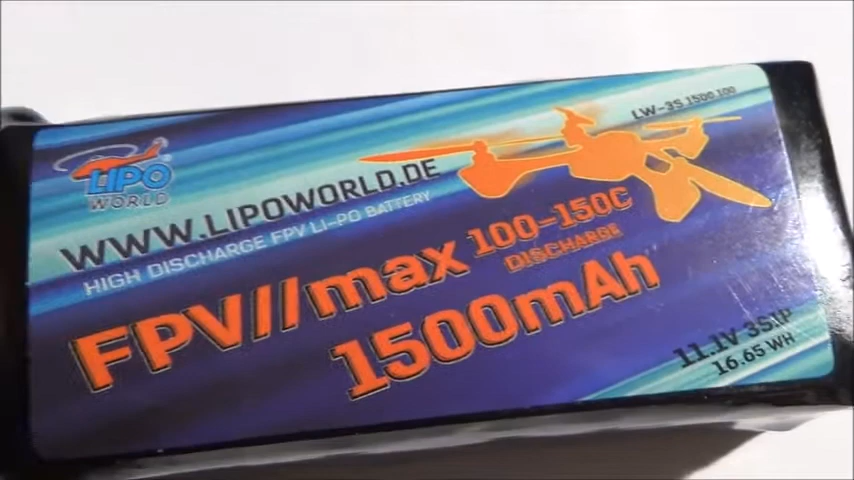 LW-3S.1500.100
LIPO
WORLD
WWW.LIPOWORLD.DE
HIGH DISCHARGE FPV LI-PO BATTERY
FPV//max 100-150C
DISCHARGE
1500mAh
11.1V 3S1P
16.65 WH